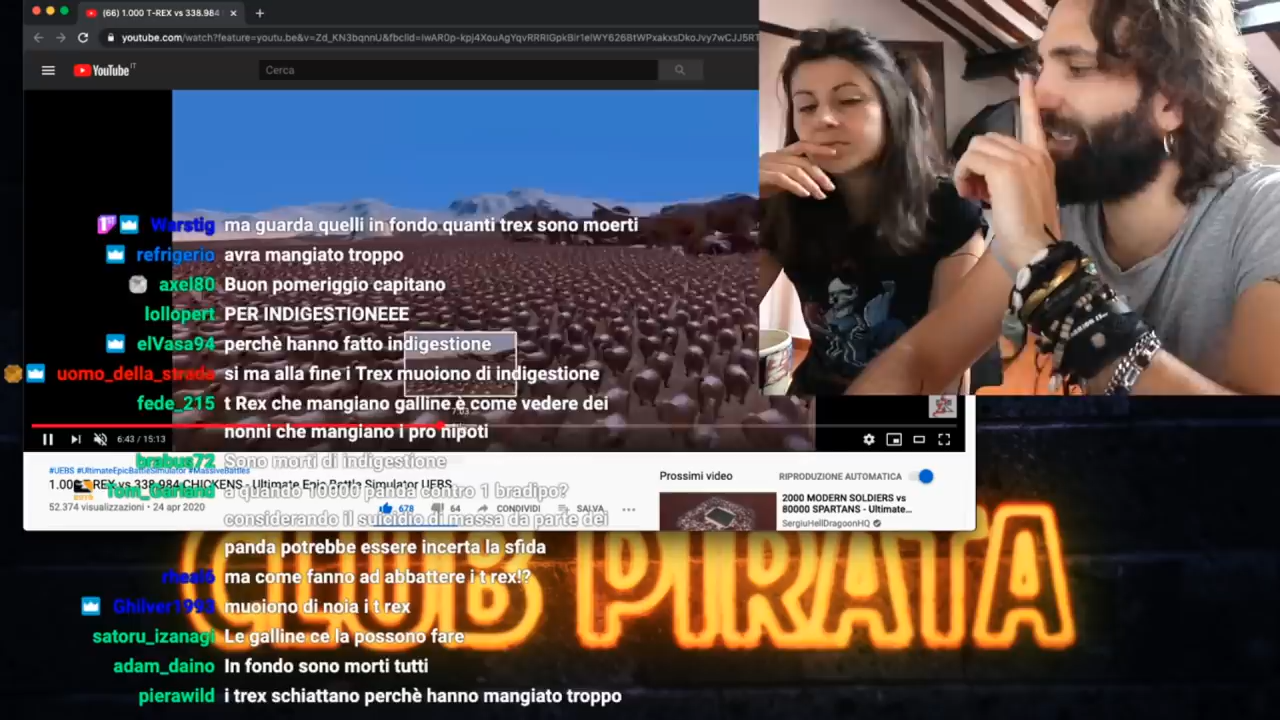 (66) 1.000 T-REX vs 338.984
youtube.com/watch?feature=youtu.be&v=Zd_KN3bqnnU&fbclid=
YouTube IT
Cerca
Warstig ma guarda quelli in fondo quanti trex sono moerti
refrigerio avra mangiato troppo
axel80 Buon pomeriggio capitano
lollopert PER INDIGESTIONEEE
elVasa94 perchè hanno fatto indigestione
uomo_della_strada si ma alla fine i Trex muoiono di indigestione
fede_215 t Rex che mangiano galline è come vedere dei
nonni che mangiano i pro nipoti
7:03
6:43 / 15:13
brabus72 Sono morti di indigestione
#UEBS #UltimateEpicBattleSimulator #MassiveBattles
1.000 T-REX vs 338.984 CHICKENS - Ultimate Epic Battle Simulator UEBS
Tom_Garland a quando 10000 panda contro 1 bradipo?
52.374 visualizzazioni • 24 apr 2020
678
64
CONDIVIDI
SALVA
considerando il suicidio di massa da parte dei
panda potrebbe essere incerta la sfida
Prossimi video
RIPRODUZIONE AUTOMATICA
2000 MODERN SOLDIERS vs
80000 SPARTANS - Ultimate...
SergiuHellDragoonHQ
ma come fanno ad abbattere i t rex!?
Ghilver1993 muoiono di noia i t rex
satoru_izanagi Le galline ce la possono fare
adam_daino In fondo sono morti tutti
pierawild i trex schiattano perchè hanno mangiato troppo
CLUB PIRATA